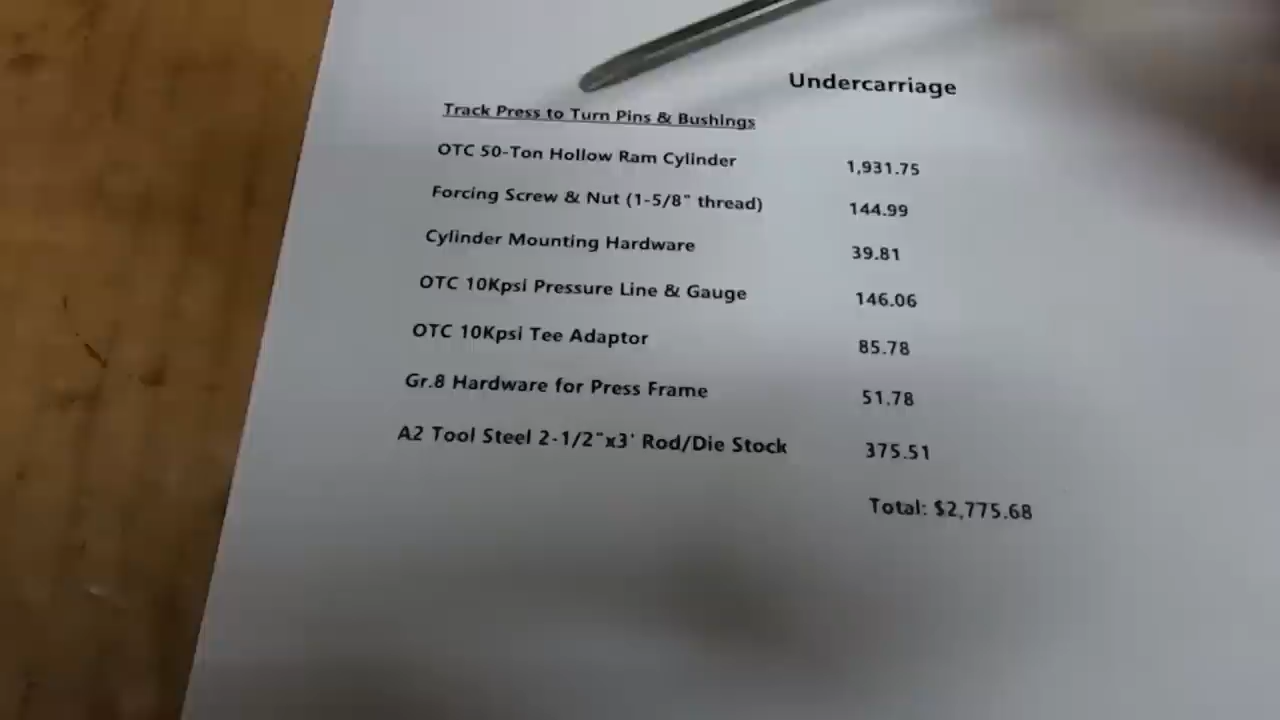 Undercarriage
Track Press to Turn Pins & Bushings
OTC 50-Ton Hollow Ram Cylinder 1,931.75
Forcing Screw & Nut (1-5/8" thread) 144.99
Cylinder Mounting Hardware 39.81
OTC 10Kpsi Pressure Line & Gauge 146.06
OTC 10Kpsi Tee Adaptor 85.78
Gr.8 Hardware for Press Frame 51.78
A2 Tool Steel 2-1/2"x3' Rod/Die Stock 375.51
Total: $2,775.68